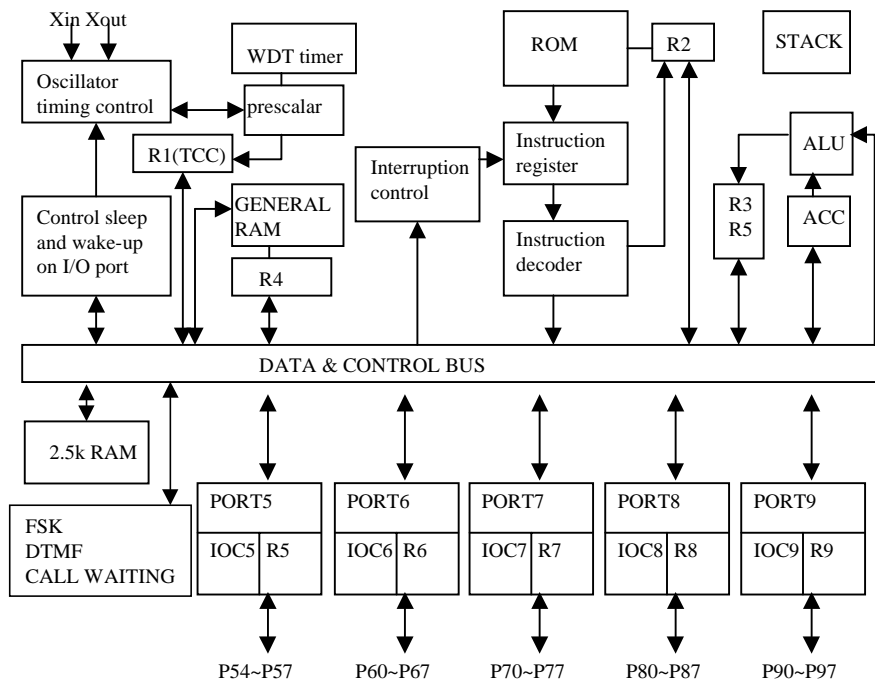 Xin Xout
WDT timer
ROM
R2
STACK
Oscillator
timing control
prescalar
R1(TCC)
Interruption
control
Instruction
register
ALU
Control sleep
and wake-up
on I/O port
GENERAL
RAM
R4
Instruction
decoder
R3
R5
ACC
DATA & CONTROL BUS
2.5k RAM
FSK
DTMF
CALL WAITING
PORT5
IOC5 R5
PORT6
IOC6 R6
PORT7
IOC7 R7
PORT8
IOC8 R8
PORT9
IOC9 R9
P54~P57
P60~P67
P70~P77
P80~P87
P90~P97